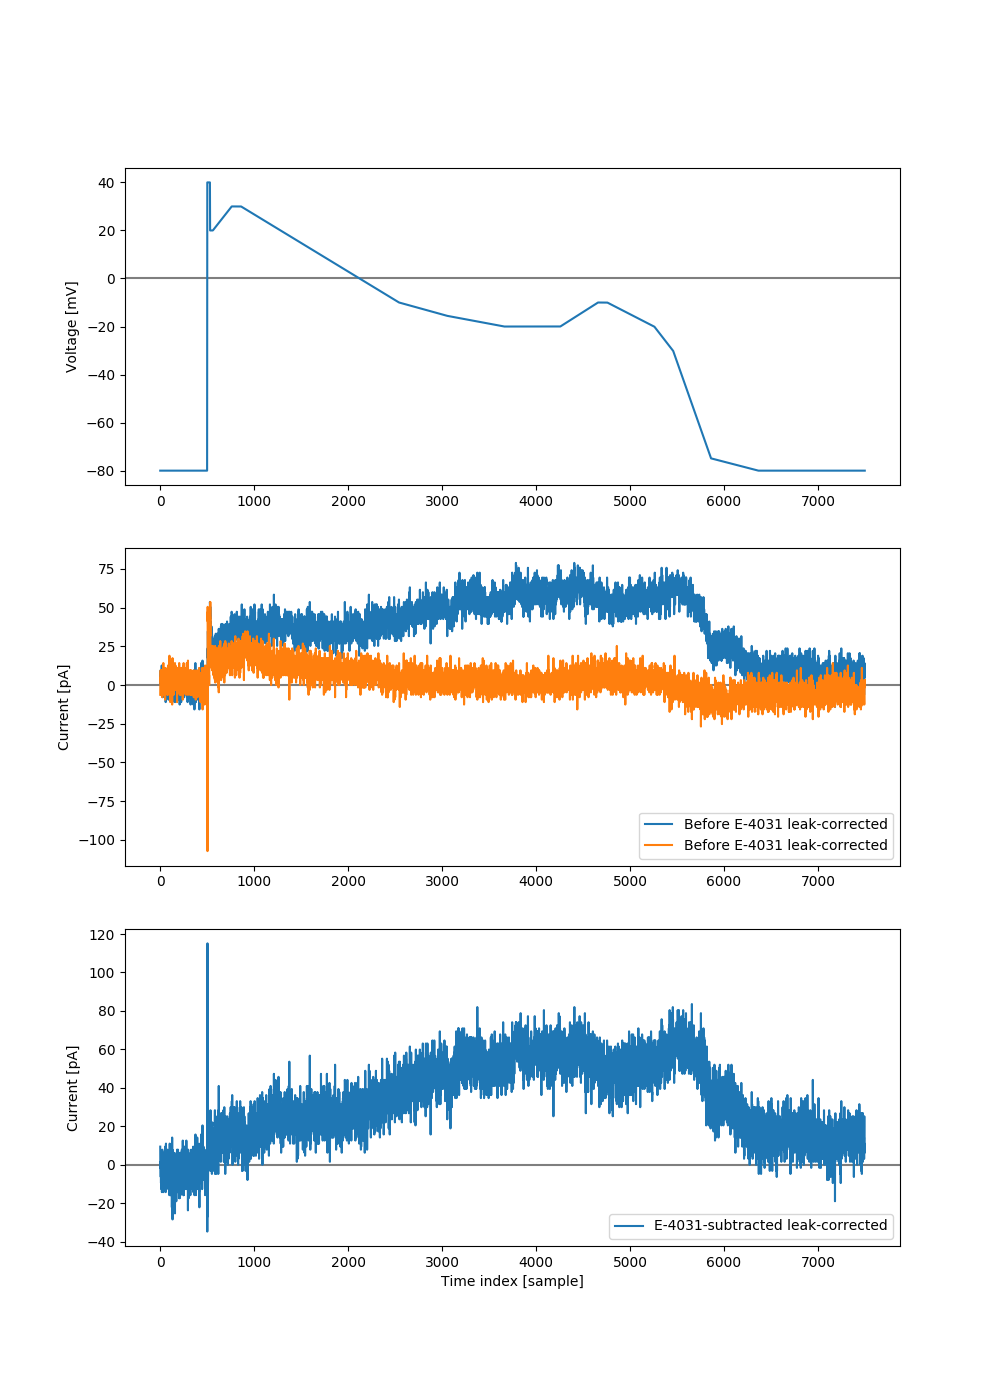 40
20
0
−20
−40
−60
−80
Voltage [mV]
0 1000 2000 3000 4000 5000 6000 7000
75
50
25
0
−25
−50
−75
−100
Current [pA]
Before E-4031 leak-corrected
Before E-4031 leak-corrected
0 1000 2000 3000 4000 5000 6000 7000
120
100
80
60
40
20
0
−20
−40
Current [pA]
E-4031-subtracted leak-corrected
0 1000 2000 3000 4000 5000 6000 7000
Time index [sample]